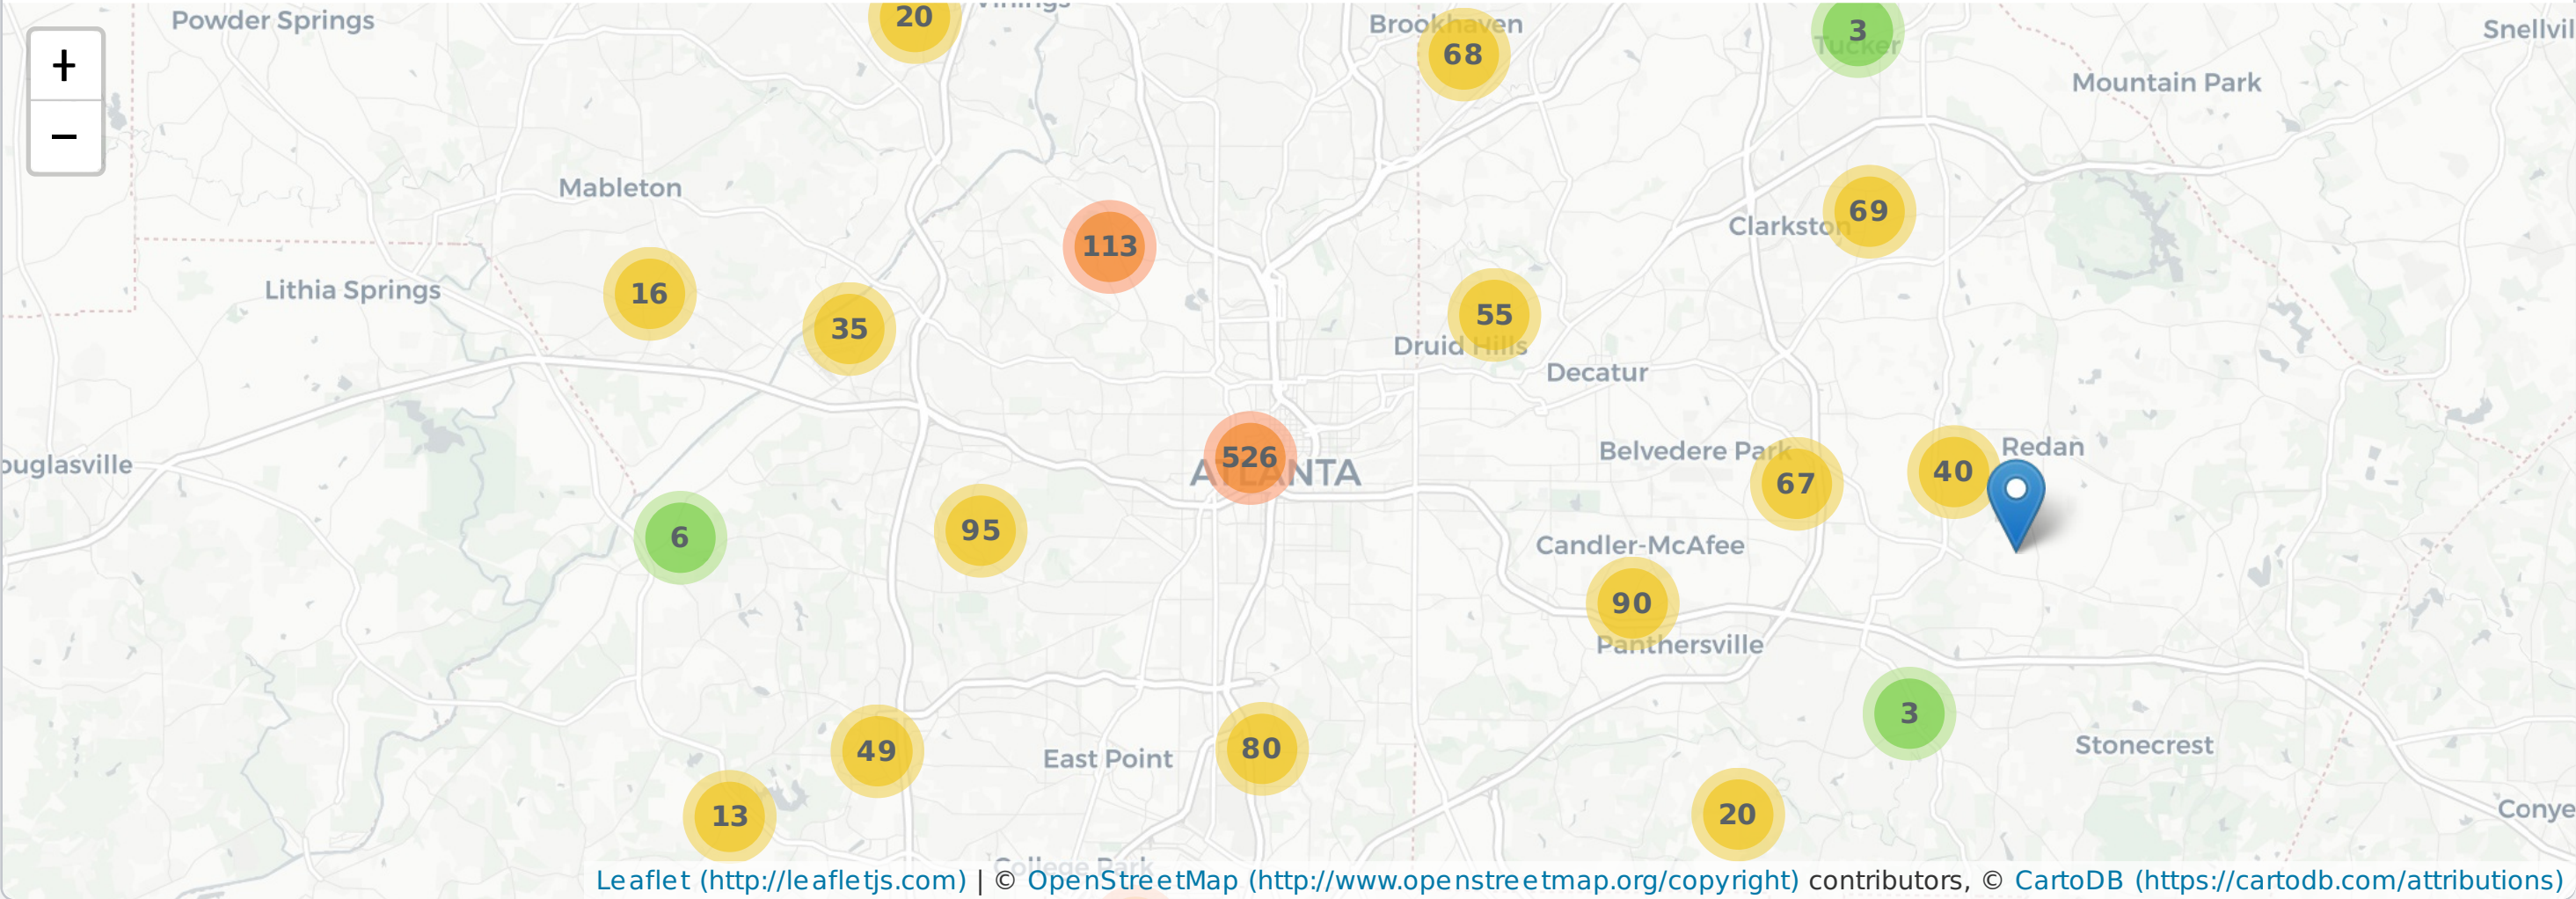 Powder Springs
20
Brookhaven
68
3
Tucker
Snellvil
+
Mountain Park
−
Mableton
69
Clarkston
113
Lithia Springs
16
35
55
Druid Hills
Decatur
ouglasville
526
ATLANTA
Belvedere Park
67
40
Redan
6
95
Candler-McAfee
90
Panthersville
3
49
East Point
80
Stonecrest
13
20
Conye
College Park
Leaflet (http://leafletjs.com) | © OpenStreetMap (http://www.openstreetmap.org/copyright) contributors, © CartoDB (https://cartodb.com/attributions)